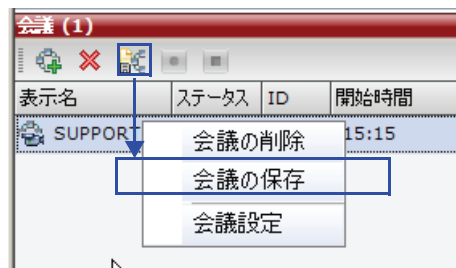 会議 (1)
表示名 ステータス ID 開始時間
SUPPORT 15:15
会議の削除
会議の保存
会議設定